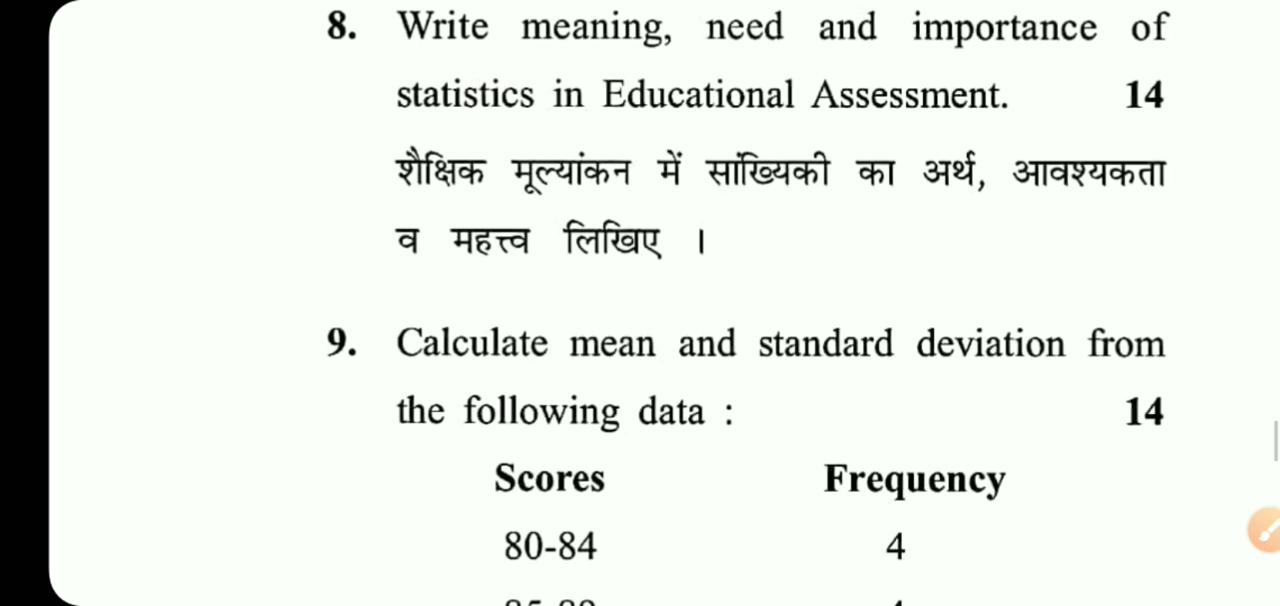 8. Write meaning, need and importance of
statistics in Educational Assessment. 14
शैक्षिक मूल्यांकन में सांख्यिकी का अर्थ, आवश्यकता
व महत्त्व लिखिए ।
9. Calculate mean and standard deviation from
the following data : 14
Scores Frequency
80-84 4